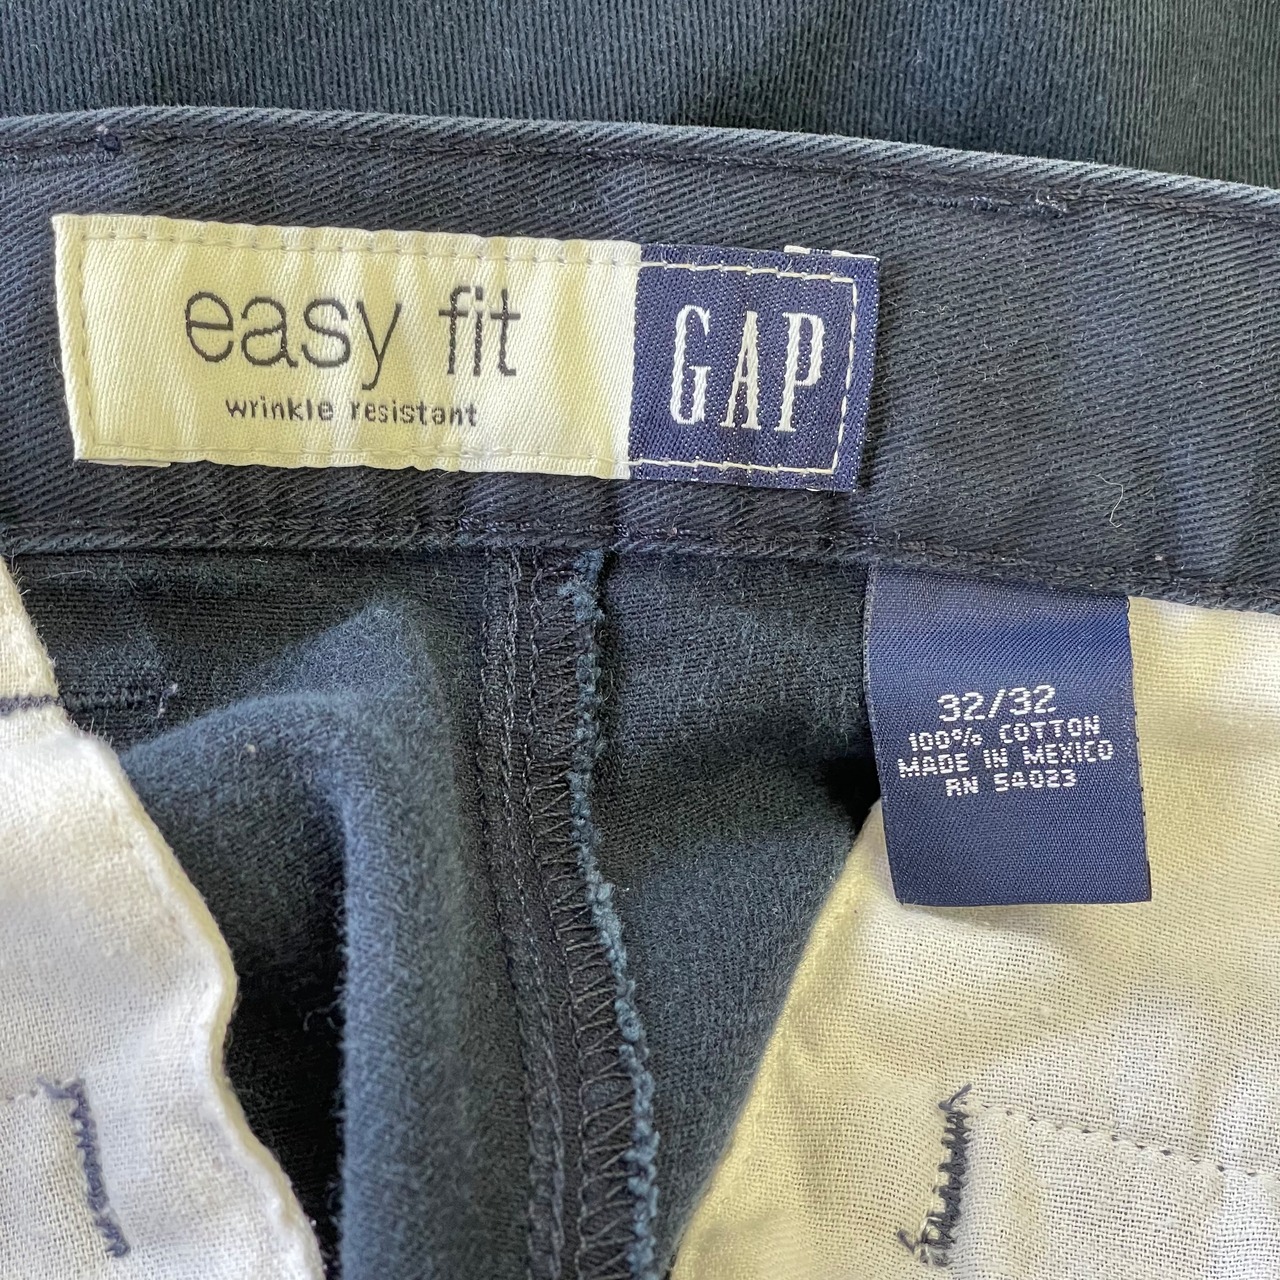 easy fit
wrinkle resistant
GAP
32/32
100% COTTON
MADE IN MEXICO
RN 54023